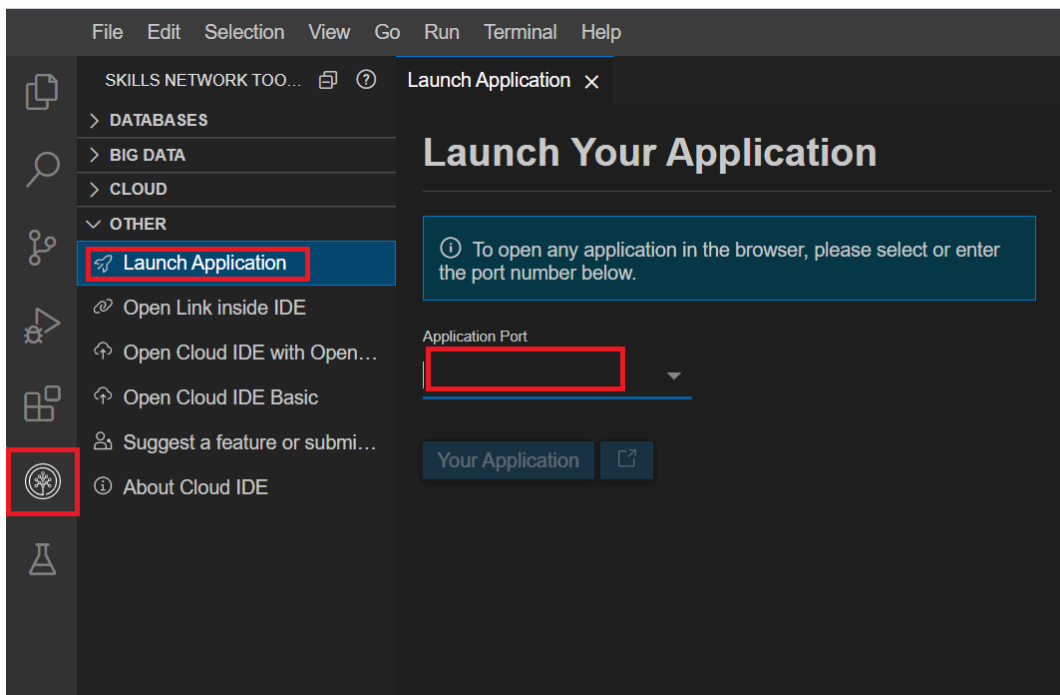 File Edit Selection View Go Run Terminal Help
SKILLS NETWORK TOO...
Launch Application
DATABASES
BIG DATA
CLOUD
OTHER
Launch Application
Open Link inside IDE
Open Cloud IDE with Open...
Open Cloud IDE Basic
Suggest a feature or submi...
About Cloud IDE
Launch Your Application
To open any application in the browser, please select or enter
the port number below.
Application Port
Your Application